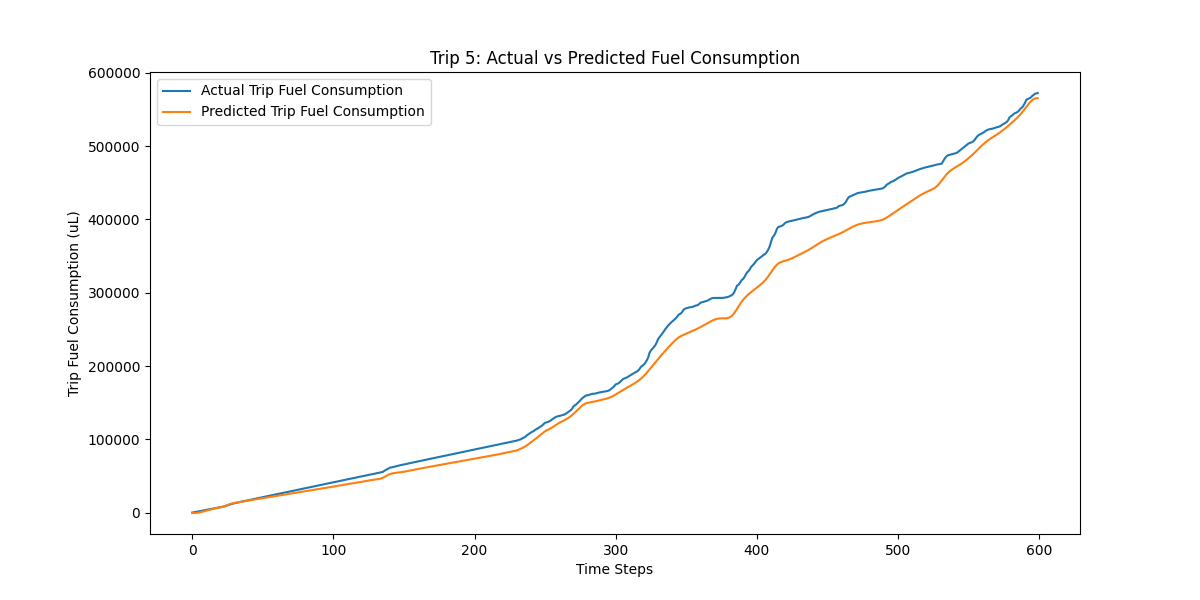 Trip 5: Actual vs Predicted Fuel Consumption
Actual Trip Fuel Consumption
Predicted Trip Fuel Consumption
Trip Fuel Consumption (uL)
600000
500000
400000
300000
200000
100000
0
0 100 200 300 400 500 600
Time Steps